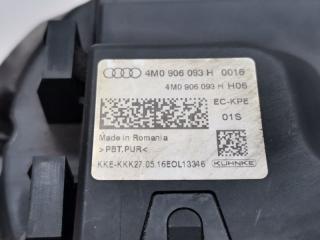 4M0 906 093 H 0016
4M0 906 093 H H06
EC-KPE
01S
Made in Romania
>PBT,PUR<
KKE-KKK27.05.16EOL13346
KUHNKE